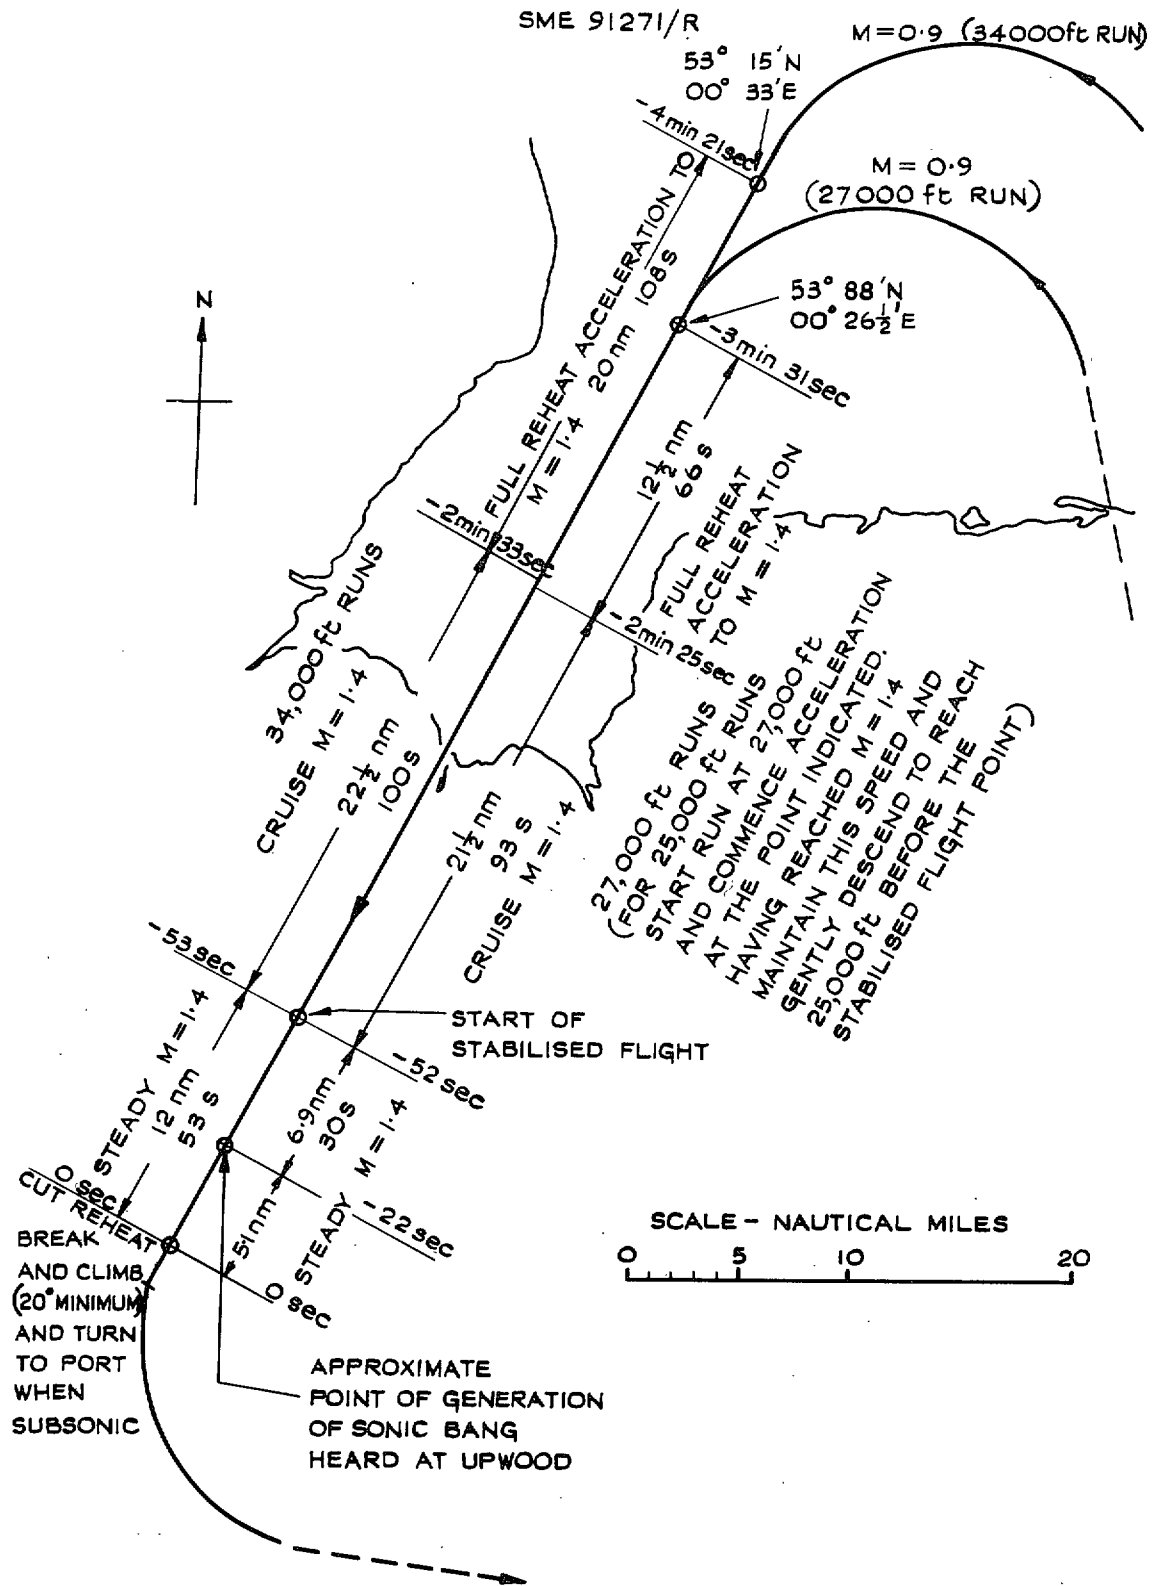 SME 91271/R
M=0·9 (34000ft RUN)
53° 15'N
00° 33'E
-4 min 21sec
M = 0·9
(27000 ft RUN)
53° 88'N
00° 26½'E
-3 min 31sec
N
FULL REHEAT ACCELERATION TO
M = 1·4 20nm 108s
12½ nm
66s
FULL REHEAT
ACCELERATION
TO M = 1·4
-2min 33sec
-2min 25sec
34,000ft RUNS
CRUISE M=1·4
22½ nm
100s
21½ nm
93 s
CRUISE M=1·4
27,000 ft RUNS
(FOR 25,000 ft RUNS
START RUN AT 27,000ft
AND COMMENCE ACCELERATION
AT THE POINT INDICATED.
HAVING REACHED M = 1·4
MAINTAIN THIS SPEED AND
GENTLY DESCEND TO REACH
25,000 ft BEFORE THE
STABILISED FLIGHT POINT)
-53 sec
START OF
STABILISED FLIGHT
-52 sec
STEADY M=1·4
12 nm
53 s
6·9nm
30s
STEADY M=1·4
-22 sec
5·1nm
0 sec
CUT REHEAT
0 sec
BREAK
AND CLIMB
(20° MINIMUM)
AND TURN
TO PORT
WHEN
SUBSONIC
APPROXIMATE
POINT OF GENERATION
OF SONIC BANG
HEARD AT UPWOOD
SCALE - NAUTICAL MILES
0 5 10 20